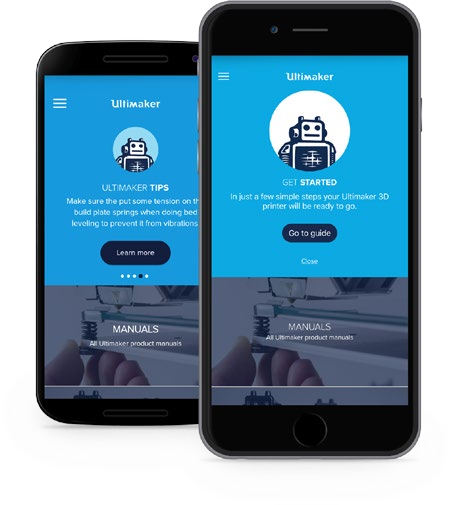 Ultimaker
ULTIMAKER TIPS
Make sure the put some tension on th
build plate springs when doing bed
leveling to prevent it from vibrations
Learn more
MANUALS
All Ultimaker product manuals
Ultimaker
GET STARTED
In just a few simple steps your Ultimaker 3D
printer will be ready to go.
Go to guide
Close
MANUALS
All Ultimaker product manuals